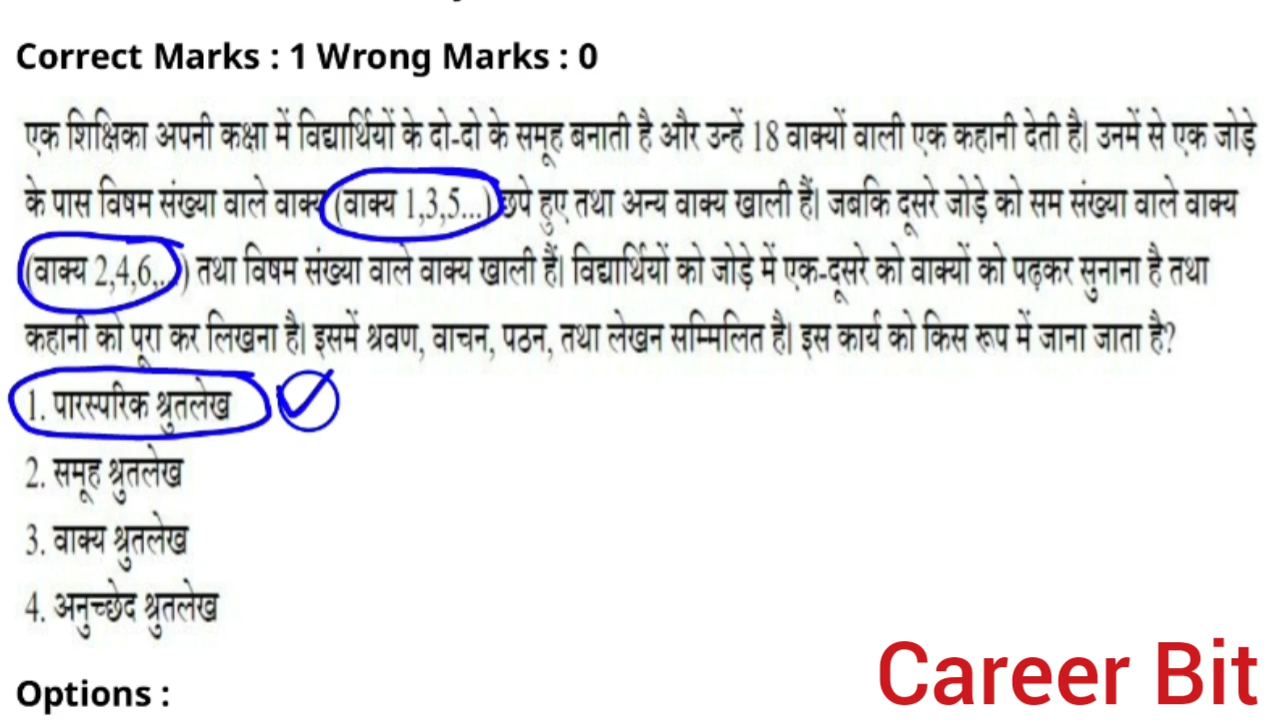 Correct Marks : 1 Wrong Marks : 0
एक शिक्षिका अपनी कक्षा में विद्यार्थियों के दो-दो के समूह बनाती है और उन्हें 18 वाक्यों वाली एक कहानी देती है। उनमें से एक जोड़े
के पास विषम संख्या वाले वाक्य (वाक्य 1,3,5...) छपे हुए तथा अन्य वाक्य खाली हैं। जबकि दूसरे जोड़े को सम संख्या वाले वाक्य
(वाक्य 2,4,6,...) तथा विषम संख्या वाले वाक्य खाली हैं। विद्यार्थियों को जोड़े में एक-दूसरे को वाक्यों को पढ़कर सुनाना है तथा
कहानी को पूरा कर लिखना है। इसमें श्रवण, वाचन, पठन, तथा लेखन सम्मिलित है। इस कार्य को किस रूप में जाना जाता है?
1. पारस्परिक श्रुतलेख
2. समूह श्रुतलेख
3. वाक्य श्रुतलेख
4. अनुच्छेद श्रुतलेख
Options :
Career Bit